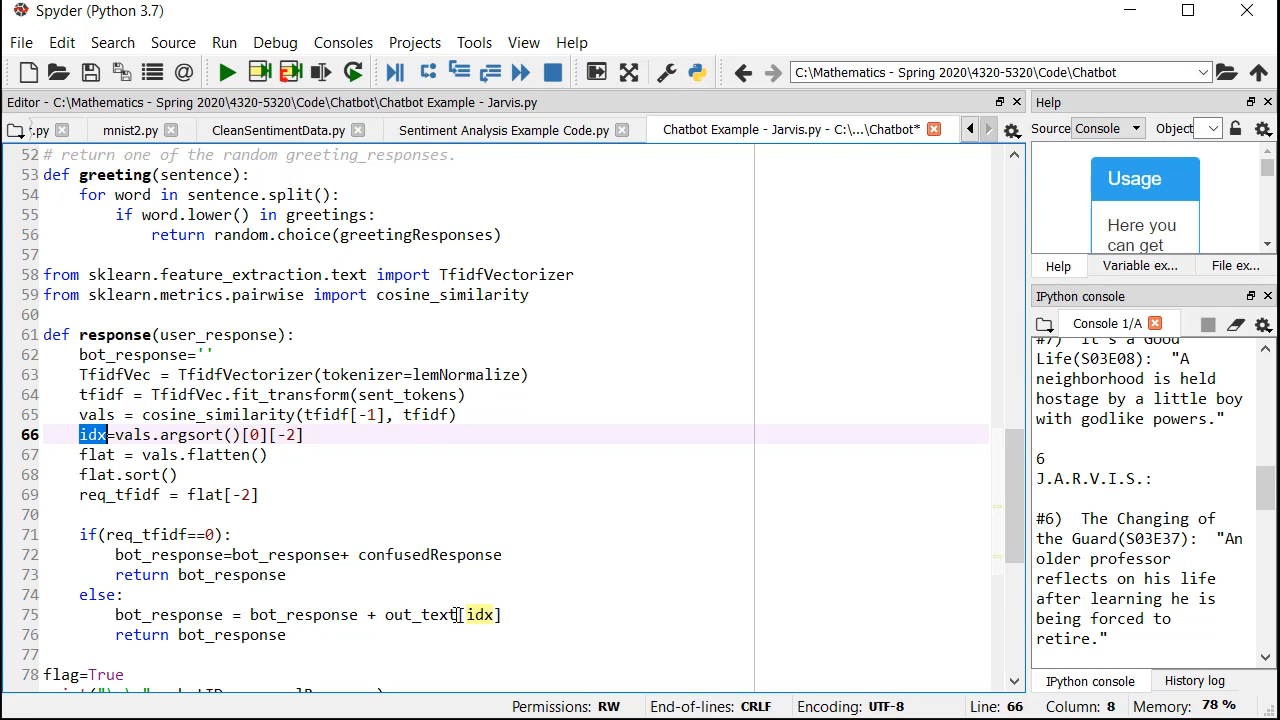 Spyder (Python 3.7)
File Edit Search Source Run Debug Consoles Projects Tools View Help
C:\Mathematics - Spring 2020\4320-5320\Code\Chatbot
Editor - C:\Mathematics - Spring 2020\4320-5320\Code\Chatbot\Chatbot Example - Jarvis.py
r.py mnist2.py CleanSentimentData.py Sentiment Analysis Example Code.py Chatbot Example - Jarvis.py - C:\...\Chatbot*
52 # return one of the random greeting_responses.
53 def greeting(sentence):
54 for word in sentence.split():
55 if word.lower() in greetings:
56 return random.choice(greetingResponses)
57
58 from sklearn.feature_extraction.text import TfidfVectorizer
59 from sklearn.metrics.pairwise import cosine_similarity
60
61 def response(user_response):
62 bot_response=''
63 TfidfVec = TfidfVectorizer(tokenizer=lemNormalize)
64 tfidf = TfidfVec.fit_transform(sent_tokens)
65 vals = cosine_similarity(tfidf[-1], tfidf)
66 idx=vals.argsort()[0][-2]
67 flat = vals.flatten()
68 flat.sort()
69 req_tfidf = flat[-2]
70
71 if(req_tfidf==0):
72 bot_response=bot_response+ confusedResponse
73 return bot_response
74 else:
75 bot_response = bot_response + out_text[idx]
76 return bot_response
77
78 flag=True
Help
Source Console Object
Usage
Here you
can get
Help Variable ex... File ex...
IPython console
Console 1/A
#7) It's a Good
Life(S03E08): "A
neighborhood is held
hostage by a little boy
with godlike powers."
6
J.A.R.V.I.S.:
#6) The Changing of
the Guard(S03E37): "An
older professor
reflects on his life
after learning he is
being forced to
retire."
IPython console History log
Permissions: RW End-of-lines: CRLF Encoding: UTF-8 Line: 66 Column: 8 Memory: 78 %